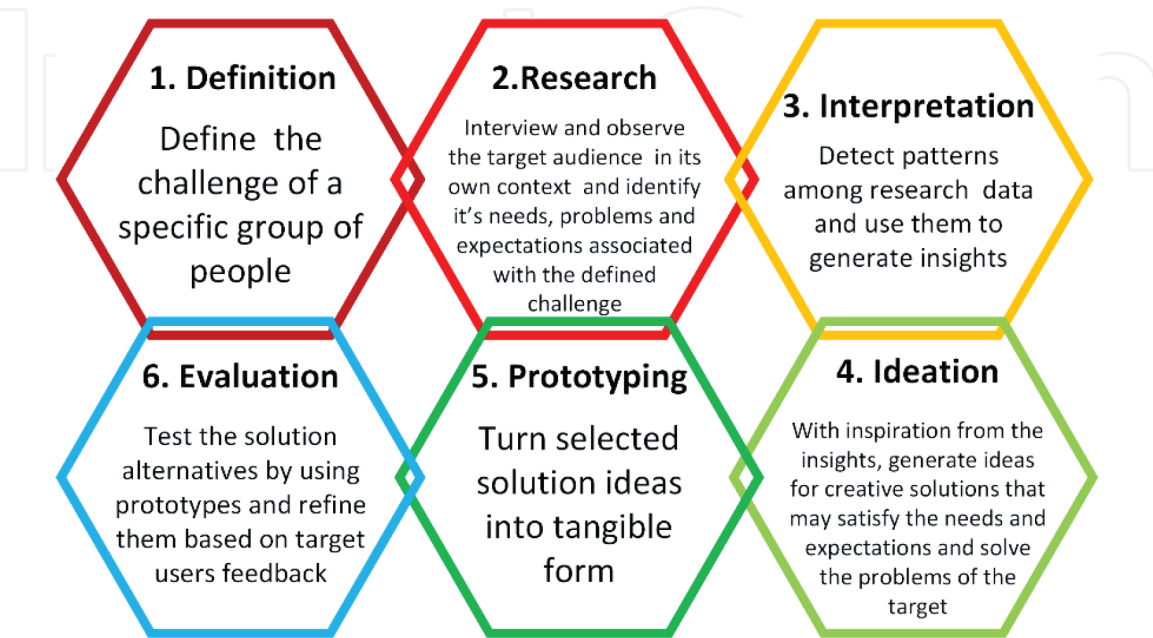 1. Definition
Define the
challenge of a
specific group of
people
2.Research
Interview and observe
the target audience in its
own context and identify
it's needs, problems and
expectations associated
with the defined
challenge
3. Interpretation
Detect patterns
among research data
and use them to
generate insights
4. Ideation
With inspiration from the
insights, generate ideas
for creative solutions that
may satisfy the needs and
expectations and solve
the problems of the
target
5. Prototyping
Turn selected
solution ideas
into tangible
form
6. Evaluation
Test the solution
alternatives by using
prototypes and refine
them based on target
users feedback